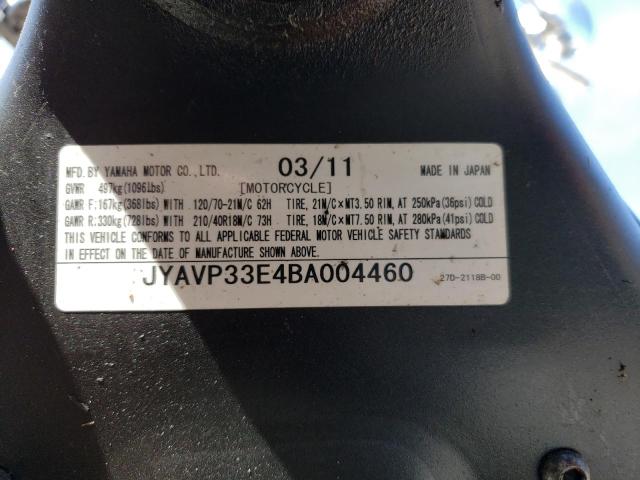 MFD. BY YAMAHA MOTOR CO., LTD. 03/11 MADE IN JAPAN
GVWR 497kg(1096lbs) [MOTORCYCLE]
GAWR F:167kg(368lbs) WITH 120/70-21M/C 62H TIRE, 21M/C×MT3.50 RIM, AT 250kPa(36psi)COLD
GAWR R:330kg(728lbs) WITH 210/40R18M/C 73H TIRE, 18M/C×MT7.50 RIM, AT 280kPa(41psi)COLD
THIS VEHICLE CONFORMS TO ALL APPLICABLE FEDERAL MOTOR VEHICLE SAFETY STANDARDS
IN EFFECT ON THE DATE OF MANUFACTURE SHOWN ABOVE.
JYAVP33E4BA004460 27D-2118B-00